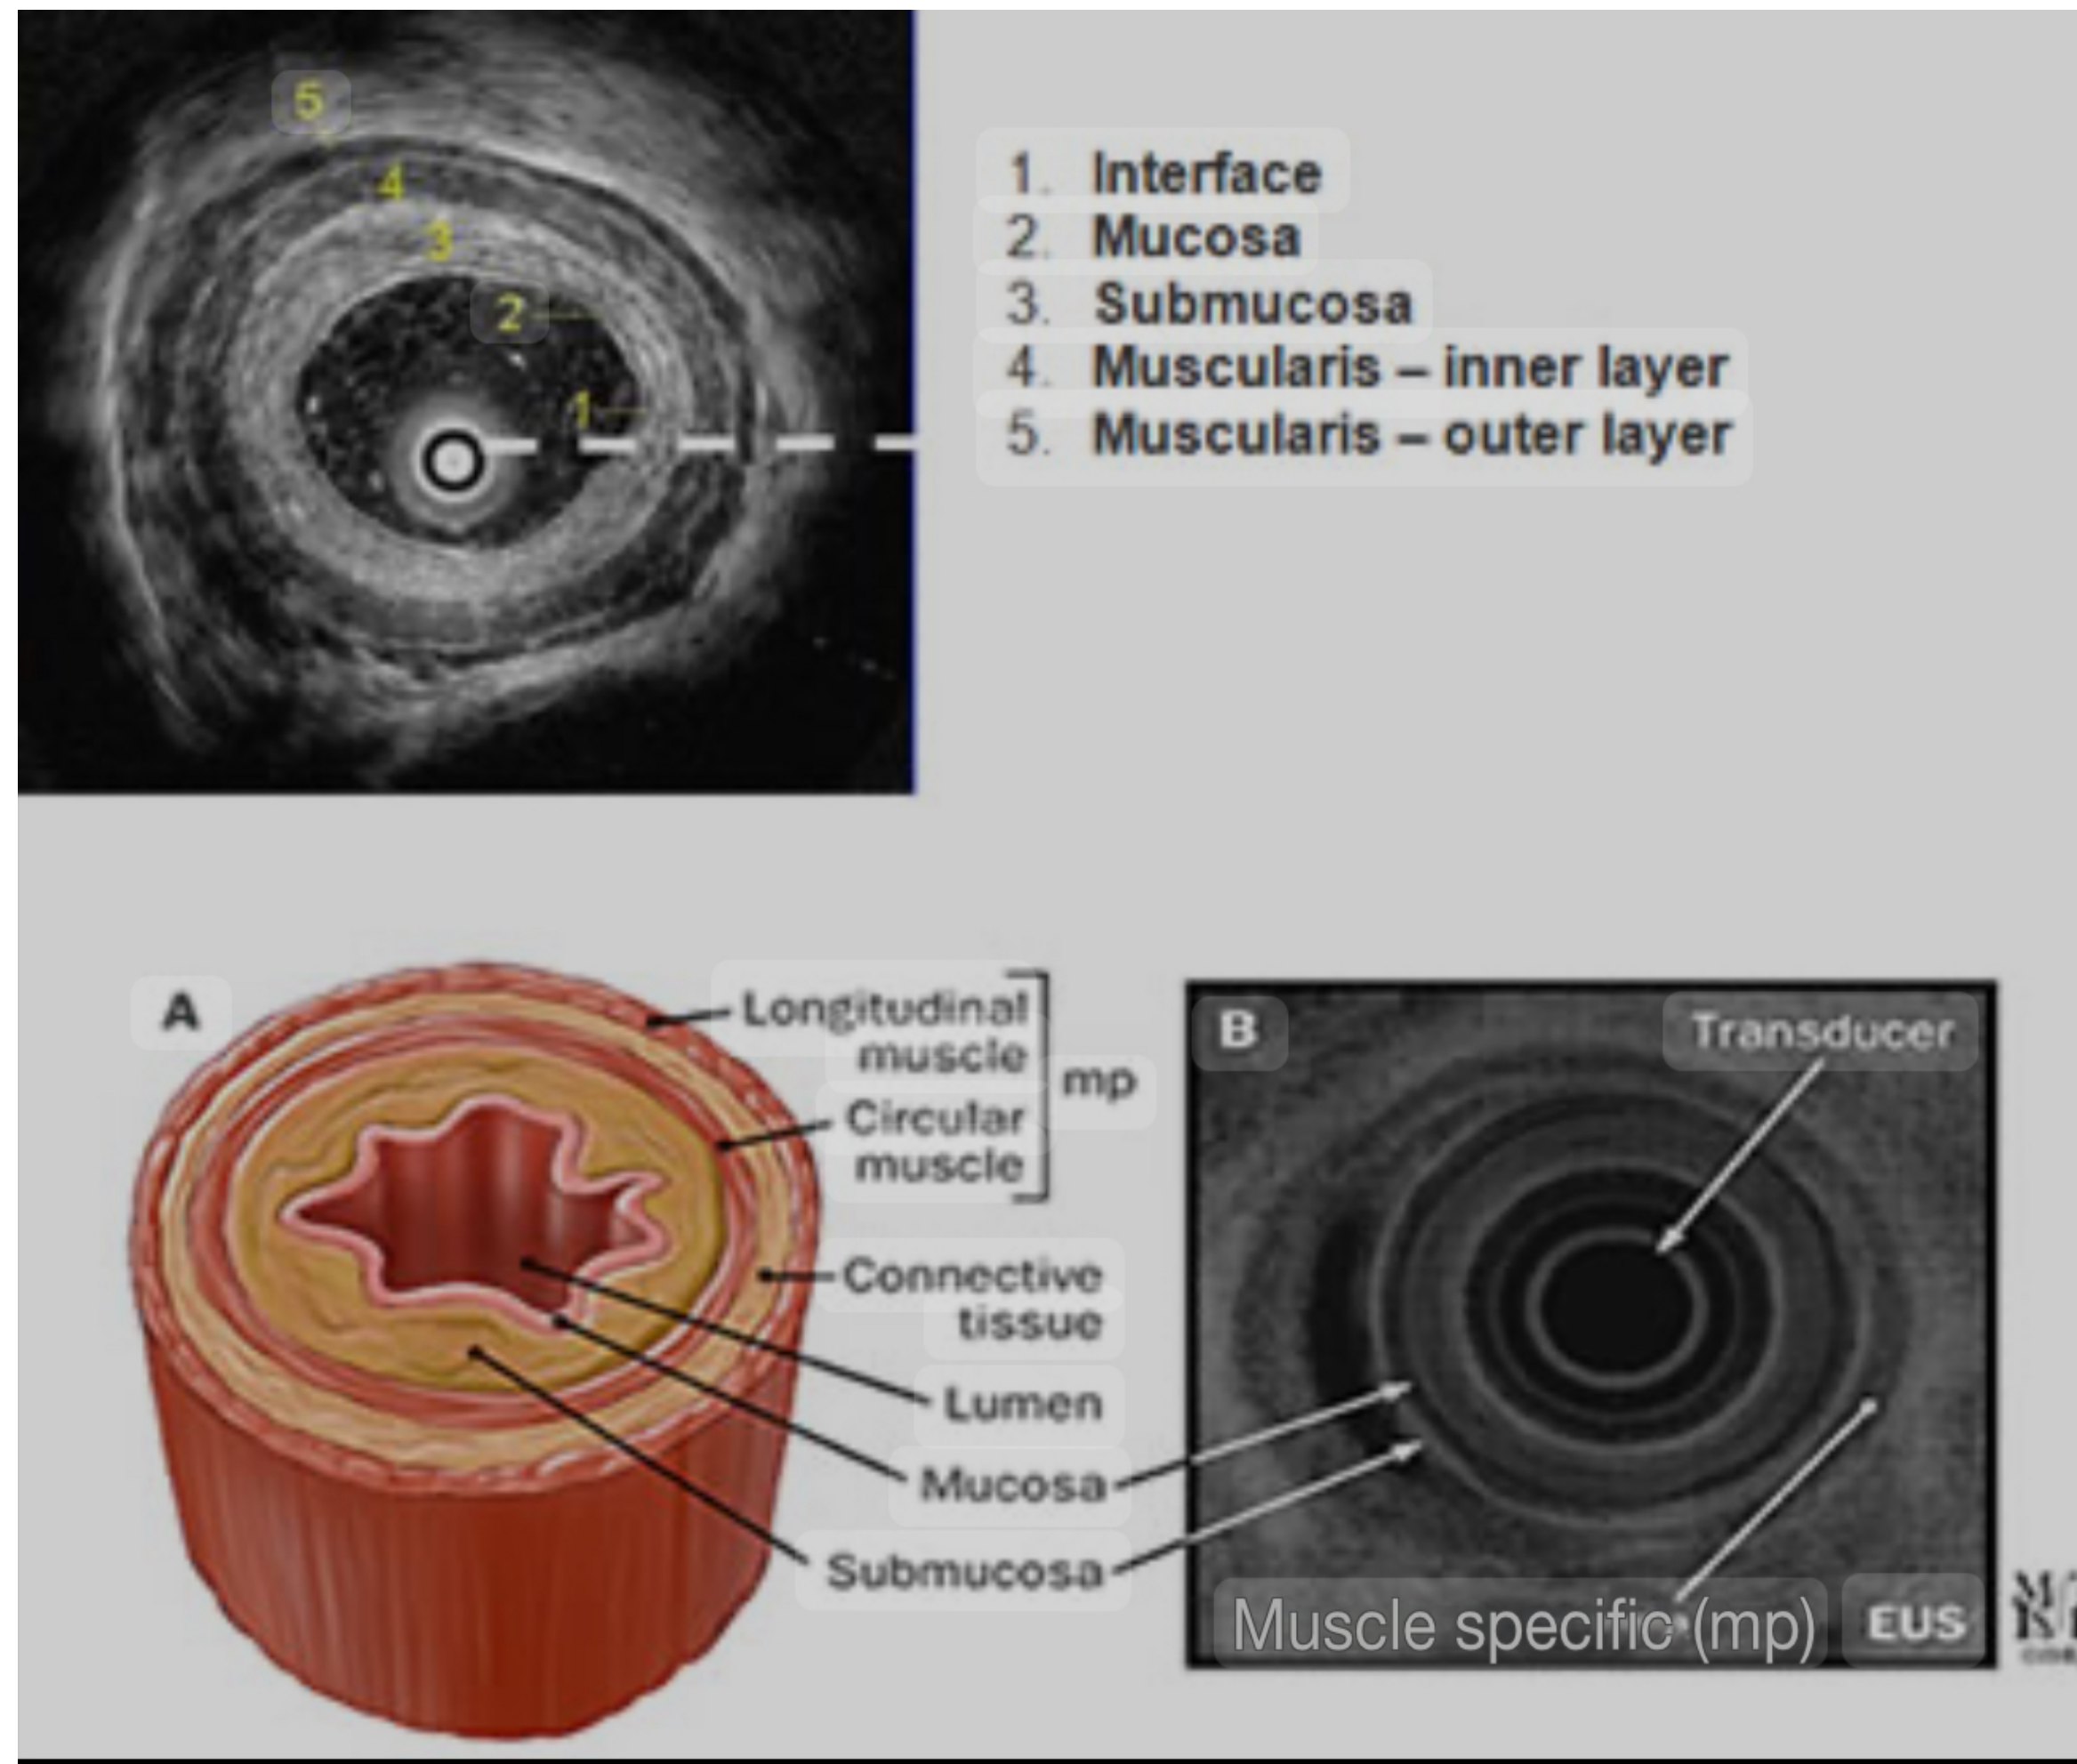 5
4
3
2
1
1. Interface
2. Mucosa
3. Submucosa
4. Muscularis – inner layer
5. Muscularis – outer layer
A
Longitudinal
muscle
Circular
muscle
mp
Connective
tissue
Lumen
Mucosa
Submucosa
B
Transducer
Muscle specific (mp)
EUS